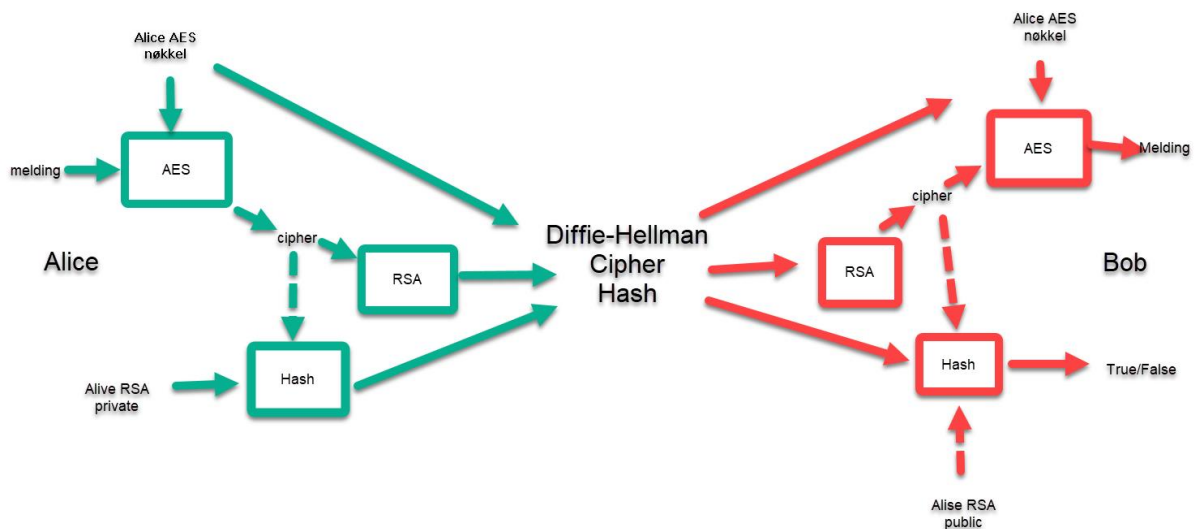 Alice AES
nøkkel
melding
AES
cipher
RSA
Alice
Hash
Alive RSA
private
Diffie-Hellman
Cipher
Hash
Alice AES
nøkkel
AES
Melding
cipher
RSA
Bob
Hash
True/False
Alise RSA
public